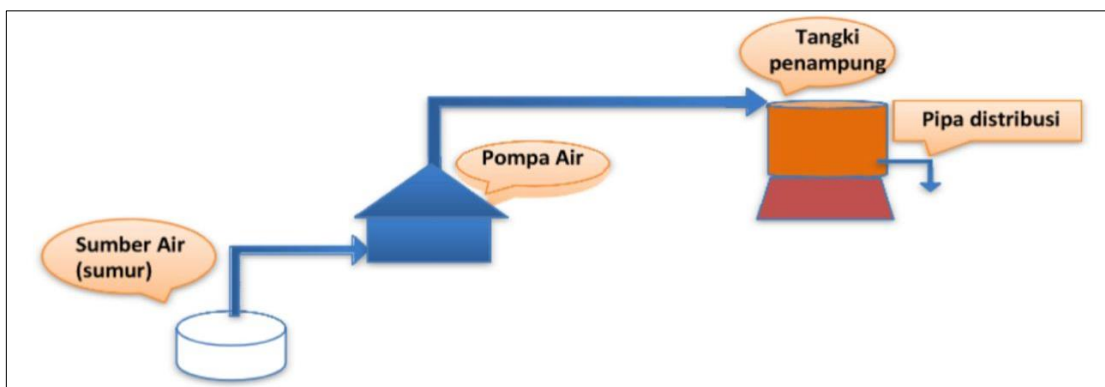 Tangki
penampung
Pipa distribusi
Pompa Air
Sumber Air
(sumur)